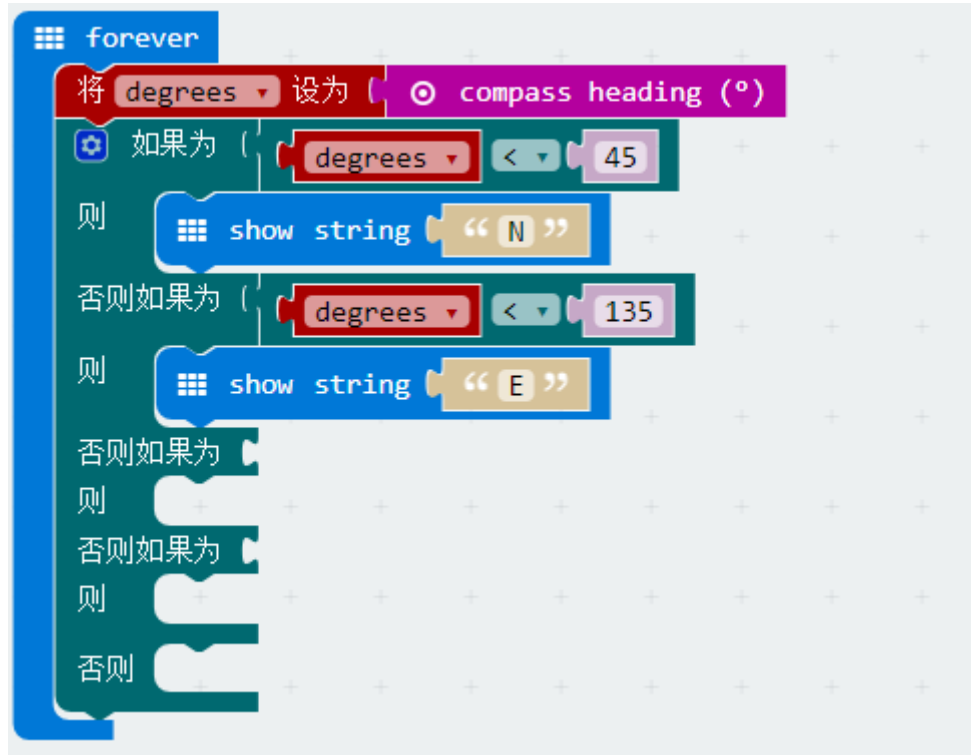 forever
将 degrees 设为 compass heading (º)
如果为 degrees < 45
则 show string “ N ”
否则如果为 degrees < 135
则 show string “ E ”
否则如果为
则
否则如果为
则
否则